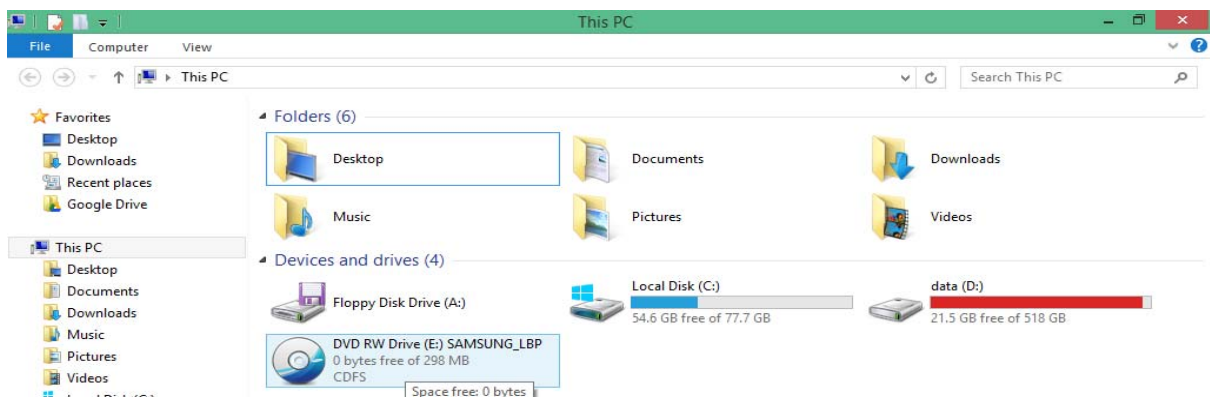 This PC
File Computer View
This PC
Search This PC
Favorites
Desktop
Downloads
Recent places
Google Drive
This PC
Desktop
Documents
Downloads
Music
Pictures
Videos
Folders (6)
Desktop Documents Downloads
Music Pictures Videos
Devices and drives (4)
Floppy Disk Drive (A:)
Local Disk (C:)
54.6 GB free of 77.7 GB
data (D:)
21.5 GB free of 518 GB
DVD RW Drive (E:) SAMSUNG_LBP
0 bytes free of 298 MB
CDFS
Space free: 0 bytes